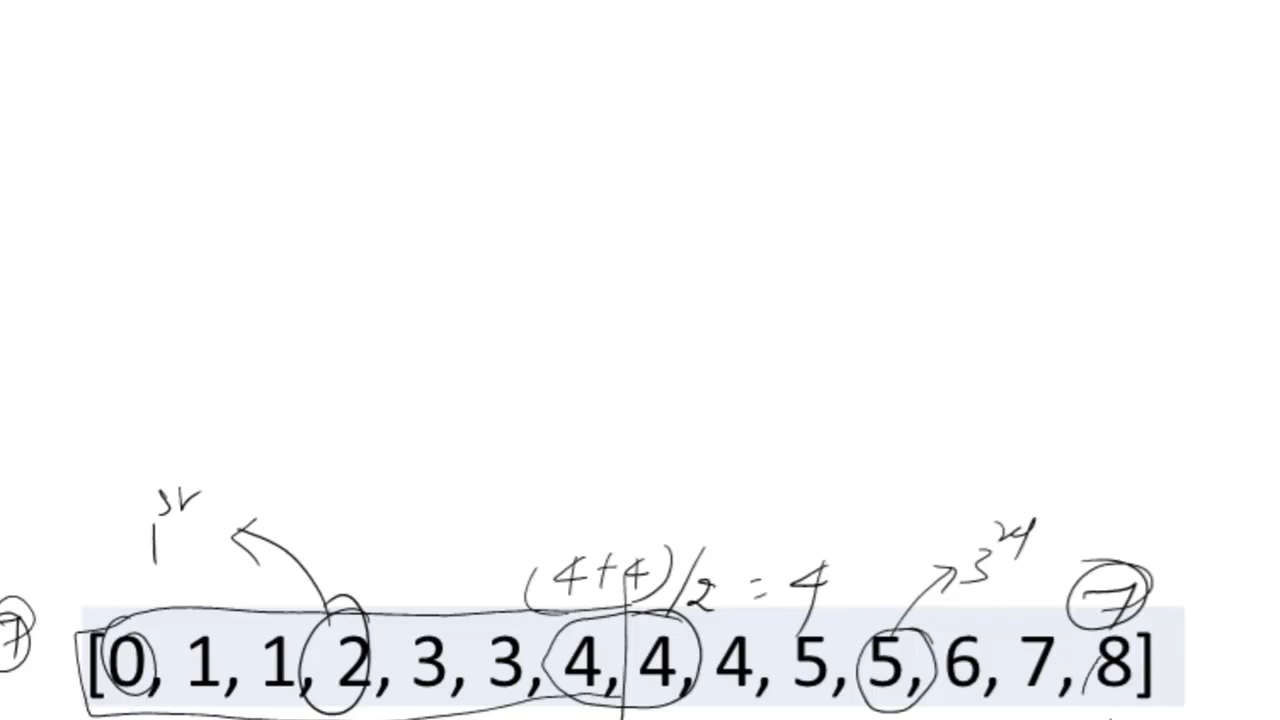 1st
(4+4)/2 = 4
3rd
7
7
[0, 1, 1, 2, 3, 3, 4, 4, 4, 5, 5, 6, 7, 8]